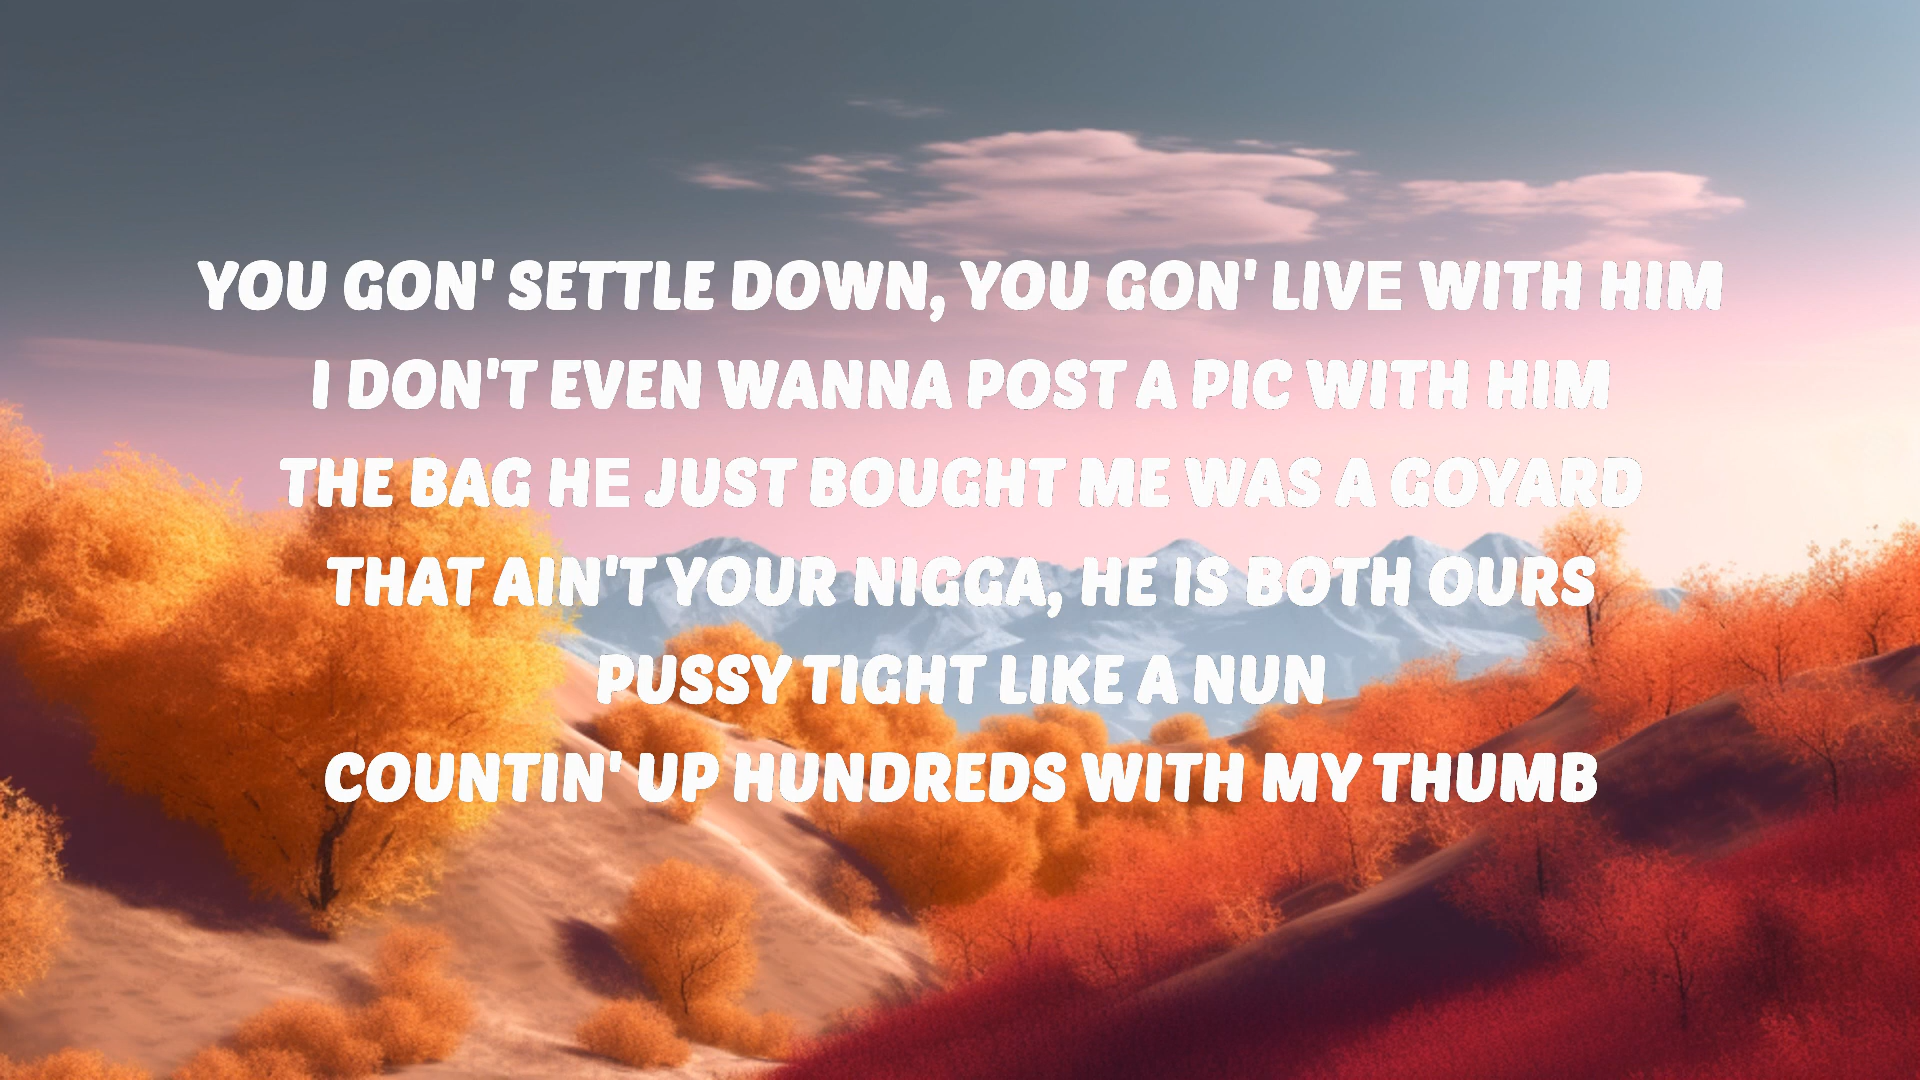 YOU GON' SETTLE DOWN, YOU GON' LIVE WITH HIM
I DON'T EVEN WANNA POST A PIC WITH HIM
THE BAG HE JUST BOUGHT ME WAS A GOYARD
THAT AIN'T YOUR NIGGA, HE IS BOTH OURS
PUSSY TIGHT LIKE A NUN
COUNTIN' UP HUNDREDS WITH MY THUMB